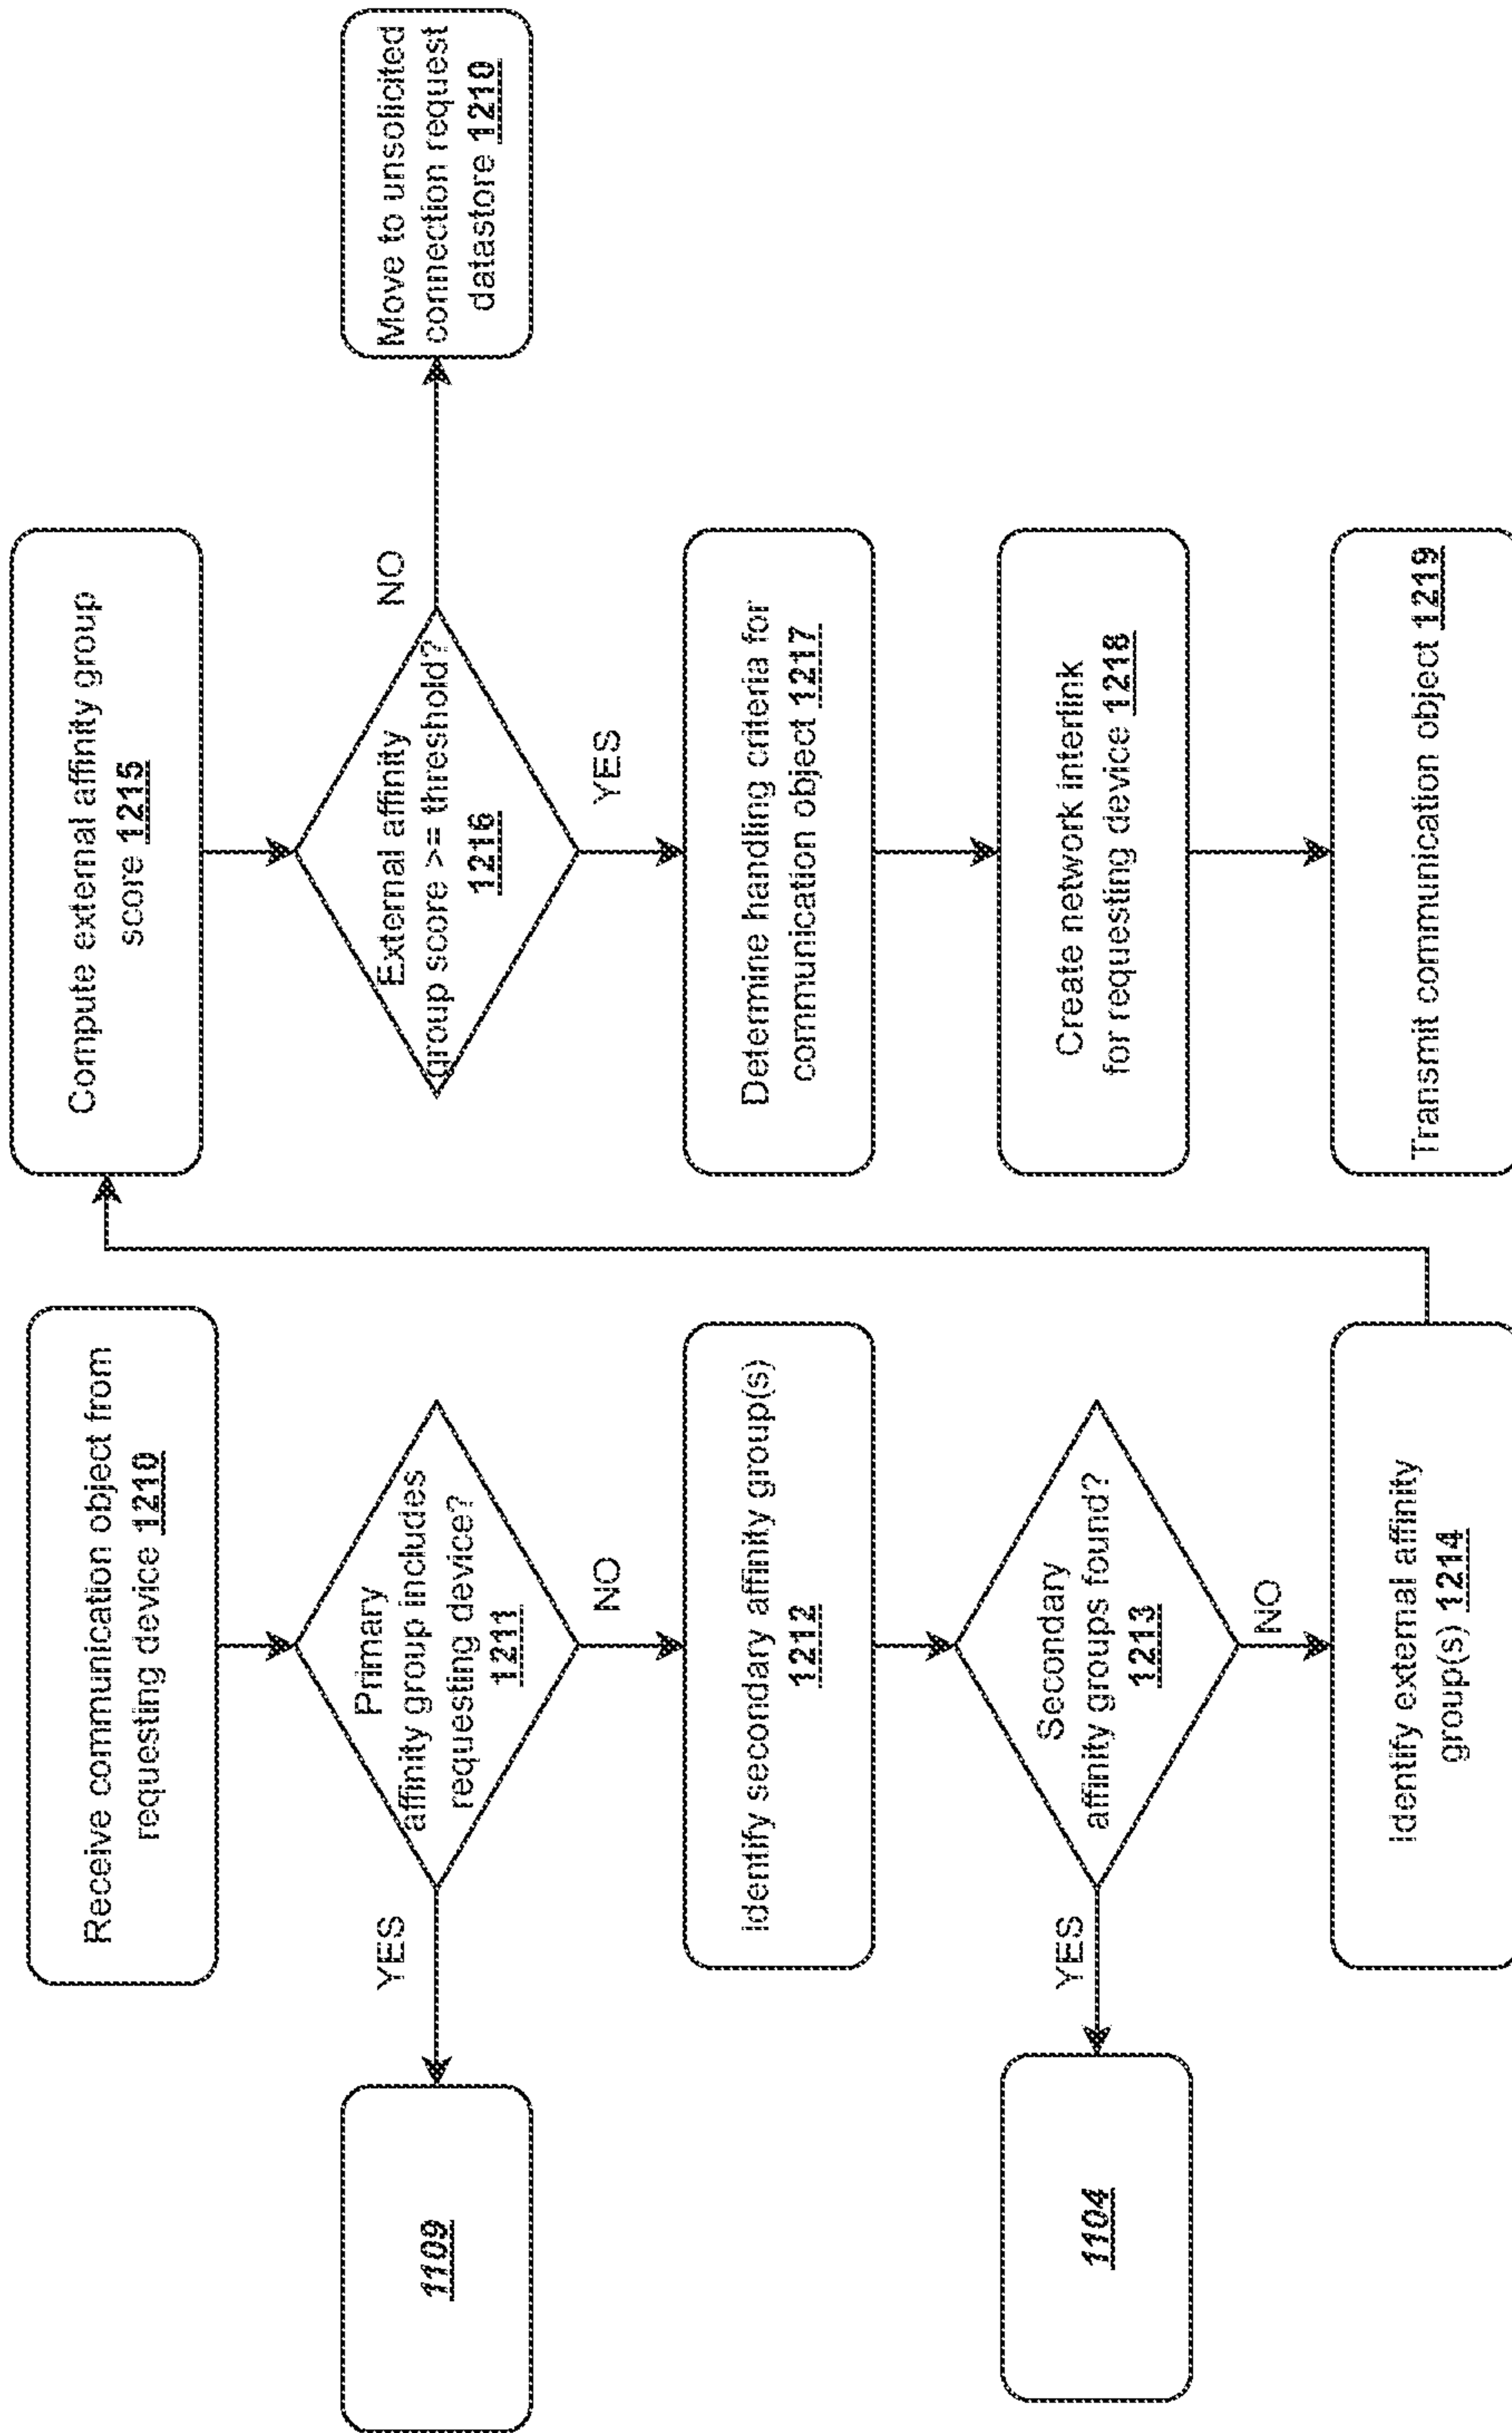 Receive communication object from
requesting device 1210
Primary
affinity group includes
requesting device?
1211
YES
1109
NO
Identify secondary affinity group(s)
1212
Secondary
affinity groups found?
1213
YES
1104
NO
Identify external affinity
group(s) 1214
Compute external affinity group
score 1215
External affinity
group score >= threshold?
1216
NO
Move to unsolicited
connection request
datastore 1210
YES
Determine handling criteria for
communication object 1217
Create network interlink
for requesting device 1218
Transmit communication object 1219